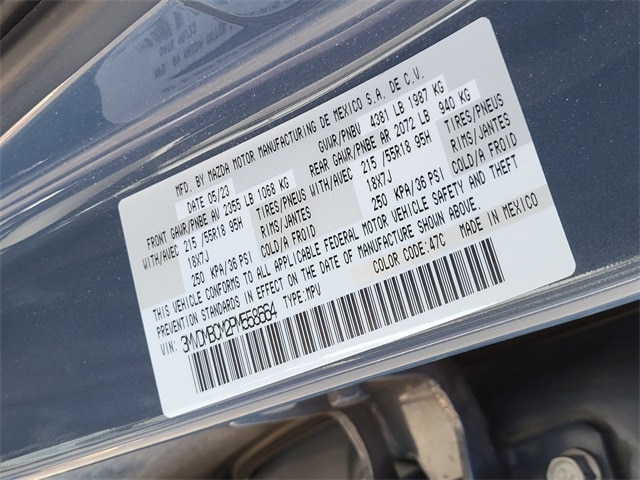 MFD. BY MAZDA MOTOR MANUFACTURING DE MEXICO S.A. DE C.V.
DATE 05/23 GVWR/PNBV 4381 LB 1987 KG
FRONT GAWR/PNBE AV 2355 LB 1068 KG REAR GAWR/PNBE AR 2072 LB 940 KG
WITH/AVEC 215 /55R18 95H TIRES/PNEUS WITH/AVEC 215 /55R18 95H TIRES/PNEUS
18X7J RIMS/JANTES 18X7J RIMS/JANTES
250 KPA/36 PSI COLD/A FROID 250 KPA/36 PSI COLD/A FROID
THIS VEHICLE CONFORMS TO ALL APPLICABLE FEDERAL MOTOR VEHICLE SAFETY AND THEFT
PREVENTION STANDARDS IN EFFECT ON THE DATE OF MANUFACTURE SHOWN ABOVE.
VIN: 3MVDMBCM2PM558684 TYPE:MPV COLOR CODE:47C MADE IN MEXICO